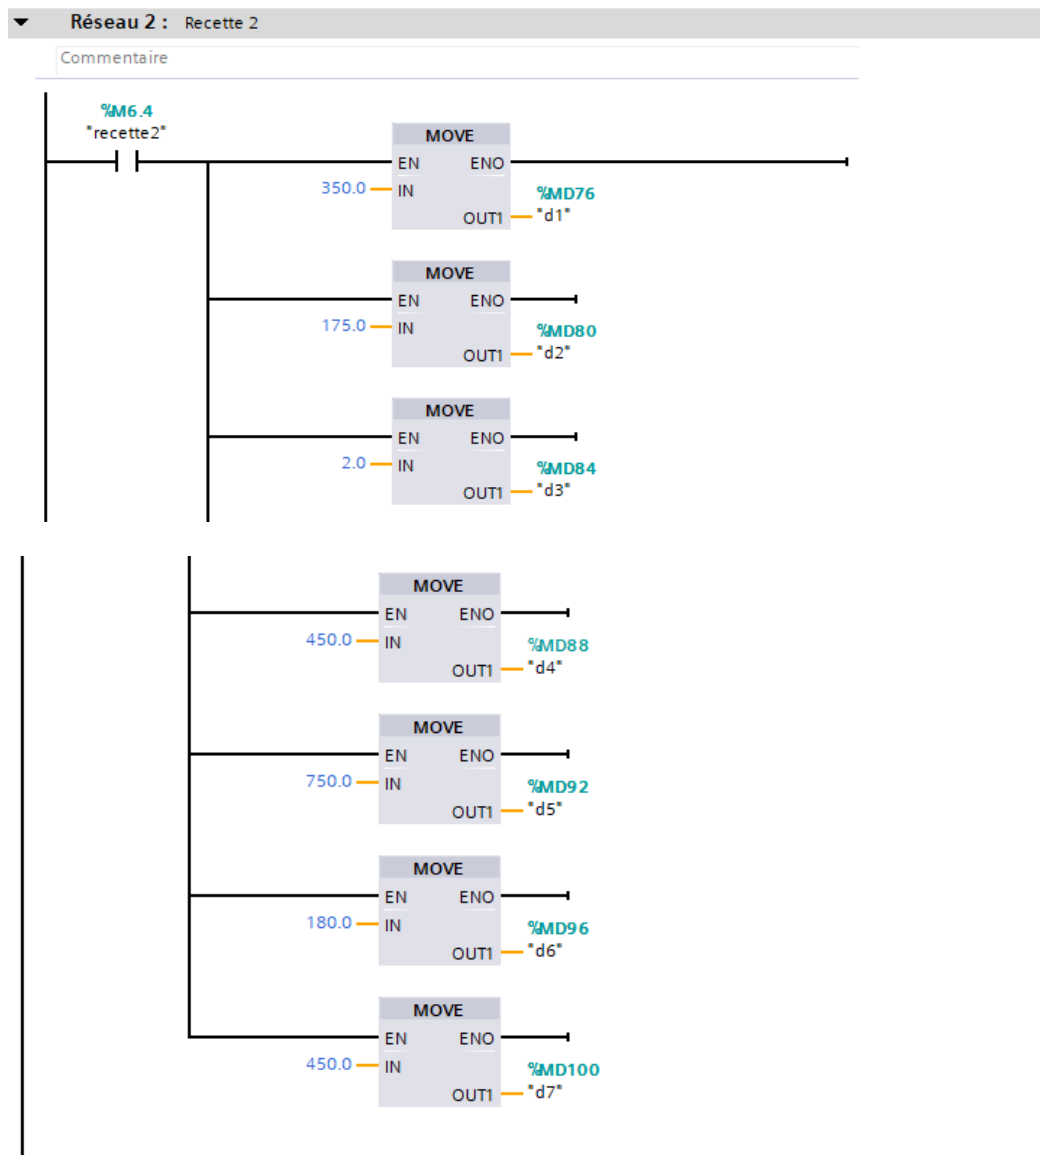 Réseau 2 : Recette 2
Commentaire
%M6.4
"recette2"
MOVE
EN ENO
350.0 IN
%MD76
OUT1 "d1"
MOVE
EN ENO
175.0 IN
%MD80
OUT1 "d2"
MOVE
EN ENO
2.0 IN
%MD84
OUT1 "d3"
MOVE
EN ENO
450.0 IN
%MD88
OUT1 "d4"
MOVE
EN ENO
750.0 IN
%MD92
OUT1 "d5"
MOVE
EN ENO
180.0 IN
%MD96
OUT1 "d6"
MOVE
EN ENO
450.0 IN
%MD100
OUT1 "d7"